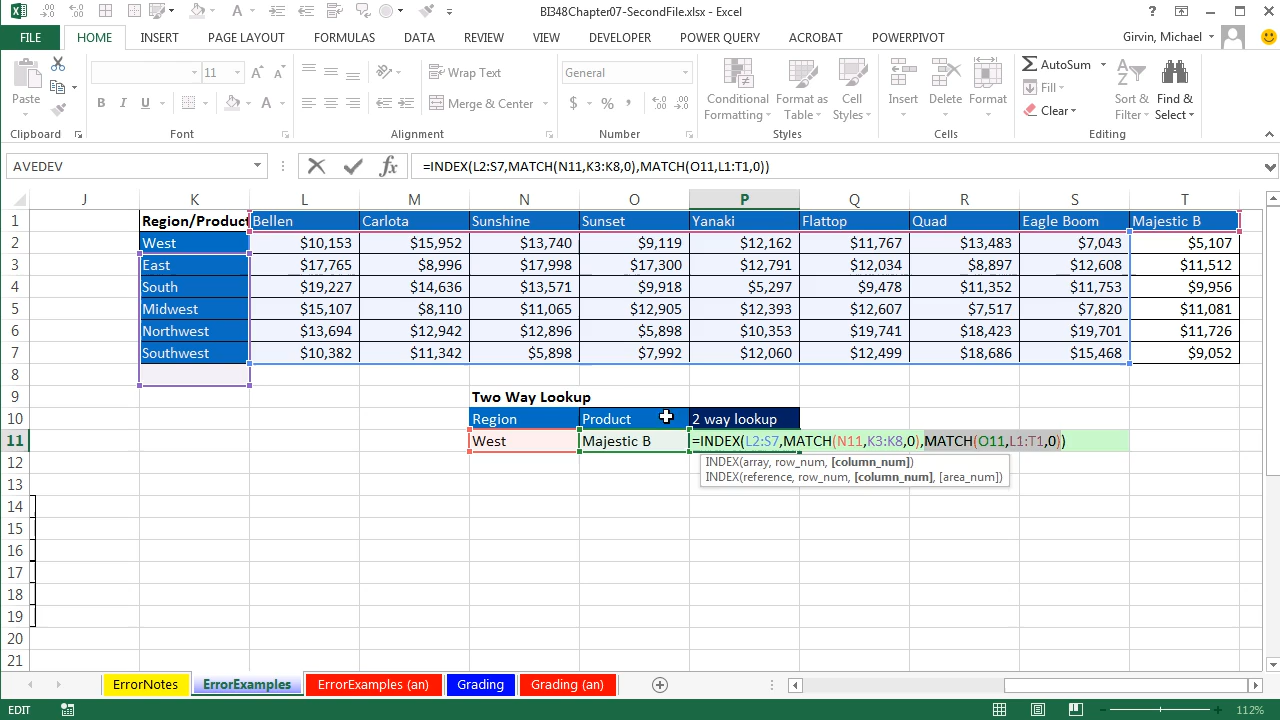 BI348Chapter07-SecondFile.xlsx - Excel
FILE HOME INSERT PAGE LAYOUT FORMULAS DATA REVIEW VIEW DEVELOPER POWER QUERY ACROBAT POWERPIVOT Girvin, Michael
11 Wrap Text General AutoSum
Paste Fill
B I U Merge & Center $ % , Conditional Formatting Format as Table Cell Styles Insert Delete Format Clear Sort & Filter Find & Select
Clipboard Font Alignment Number Styles Cells Editing
AVEDEV =INDEX(L2:S7,MATCH(N11,K3:K8,0),MATCH(O11,L1:T1,0))
J K L M N O P Q R S T
1 Region/Product Bellen Carlota Sunshine Sunset Yanaki Flattop Quad Eagle Boom Majestic B
2 West $10,153 $13,952 $13,740 $9,119 $12,162 $11,767 $13,483 $7,043 $5,107
3 East $17,765 $8,996 $17,998 $17,300 $12,791 $12,034 $8,897 $12,608 $11,512
4 South $19,227 $14,636 $13,571 $9,918 $5,297 $9,478 $11,352 $11,753 $9,956
5 Midwest $15,107 $8,110 $11,065 $12,905 $12,393 $12,607 $7,517 $7,820 $11,081
6 Northwest $13,694 $12,942 $12,896 $5,898 $10,353 $19,741 $18,423 $19,701 $11,726
7 Southwest $10,382 $11,342 $5,898 $7,992 $12,060 $12,499 $18,686 $15,468 $9,052
8
9 Two Way Lookup
10 Region Product 2 way lookup
11 West Majestic B =INDEX(L2:S7,MATCH(N11,K3:K8,0),MATCH(O11,L1:T1,0))
12 INDEX(array, row_num, [column_num])
13 INDEX(reference, row_num, [column_num], [area_num])
14
15
16
17
18
19
20
21
ErrorNotes ErrorExamples ErrorExamples (an) Grading Grading (an)
EDIT 112%